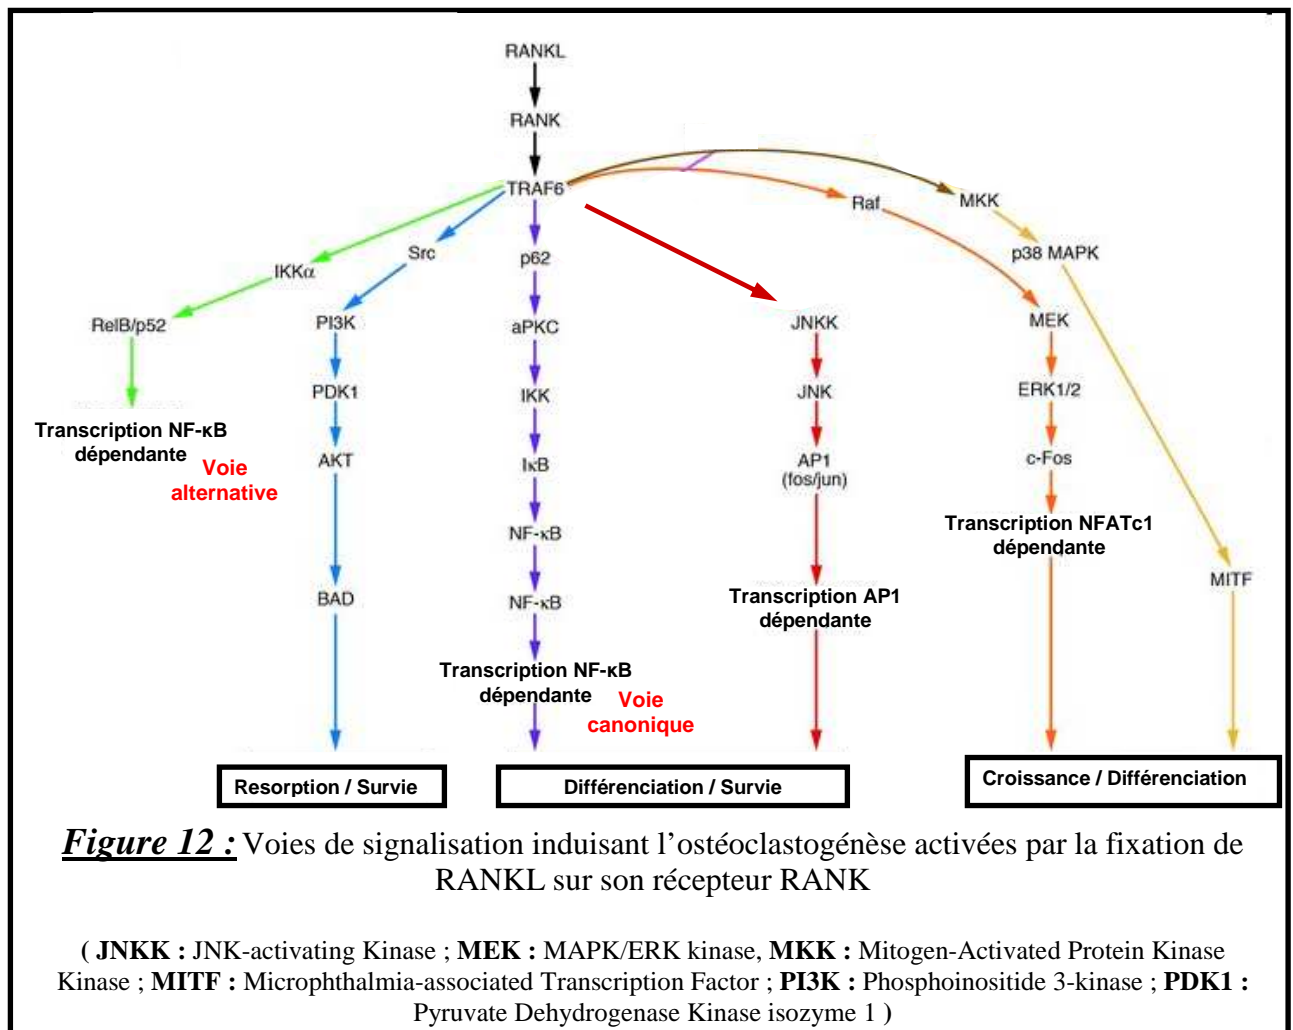 RANKL
RANK
TRAF6
Raf
MKK
Src
p62
p38 MAPK
IKKα
RelB/p52
PI3K
aPKC
JNKK
MEK
PDK1
IKK
JNK
ERK1/2
Transcription NF-κB
dépendante
Voie
alternative
AKT
IκB
AP1
(fos/jun)
c-Fos
NF-κB
Transcription NFATc1
dépendante
BAD
NF-κB
Transcription AP1
dépendante
MITF
Transcription NF-κB
dépendante
Voie
canonique
Resorption / Survie
Différenciation / Survie
Croissance / Différenciation
Figure 12 : Voies de signalisation induisant l’ostéoclastogénèse activées par la fixation de
RANKL sur son récepteur RANK
( JNKK : JNK-activating Kinase ; MEK : MAPK/ERK kinase, MKK : Mitogen-Activated Protein Kinase
Kinase ; MITF : Microphthalmia-associated Transcription Factor ; PI3K : Phosphoinositide 3-kinase ; PDK1 :
Pyruvate Dehydrogenase Kinase isozyme 1 )